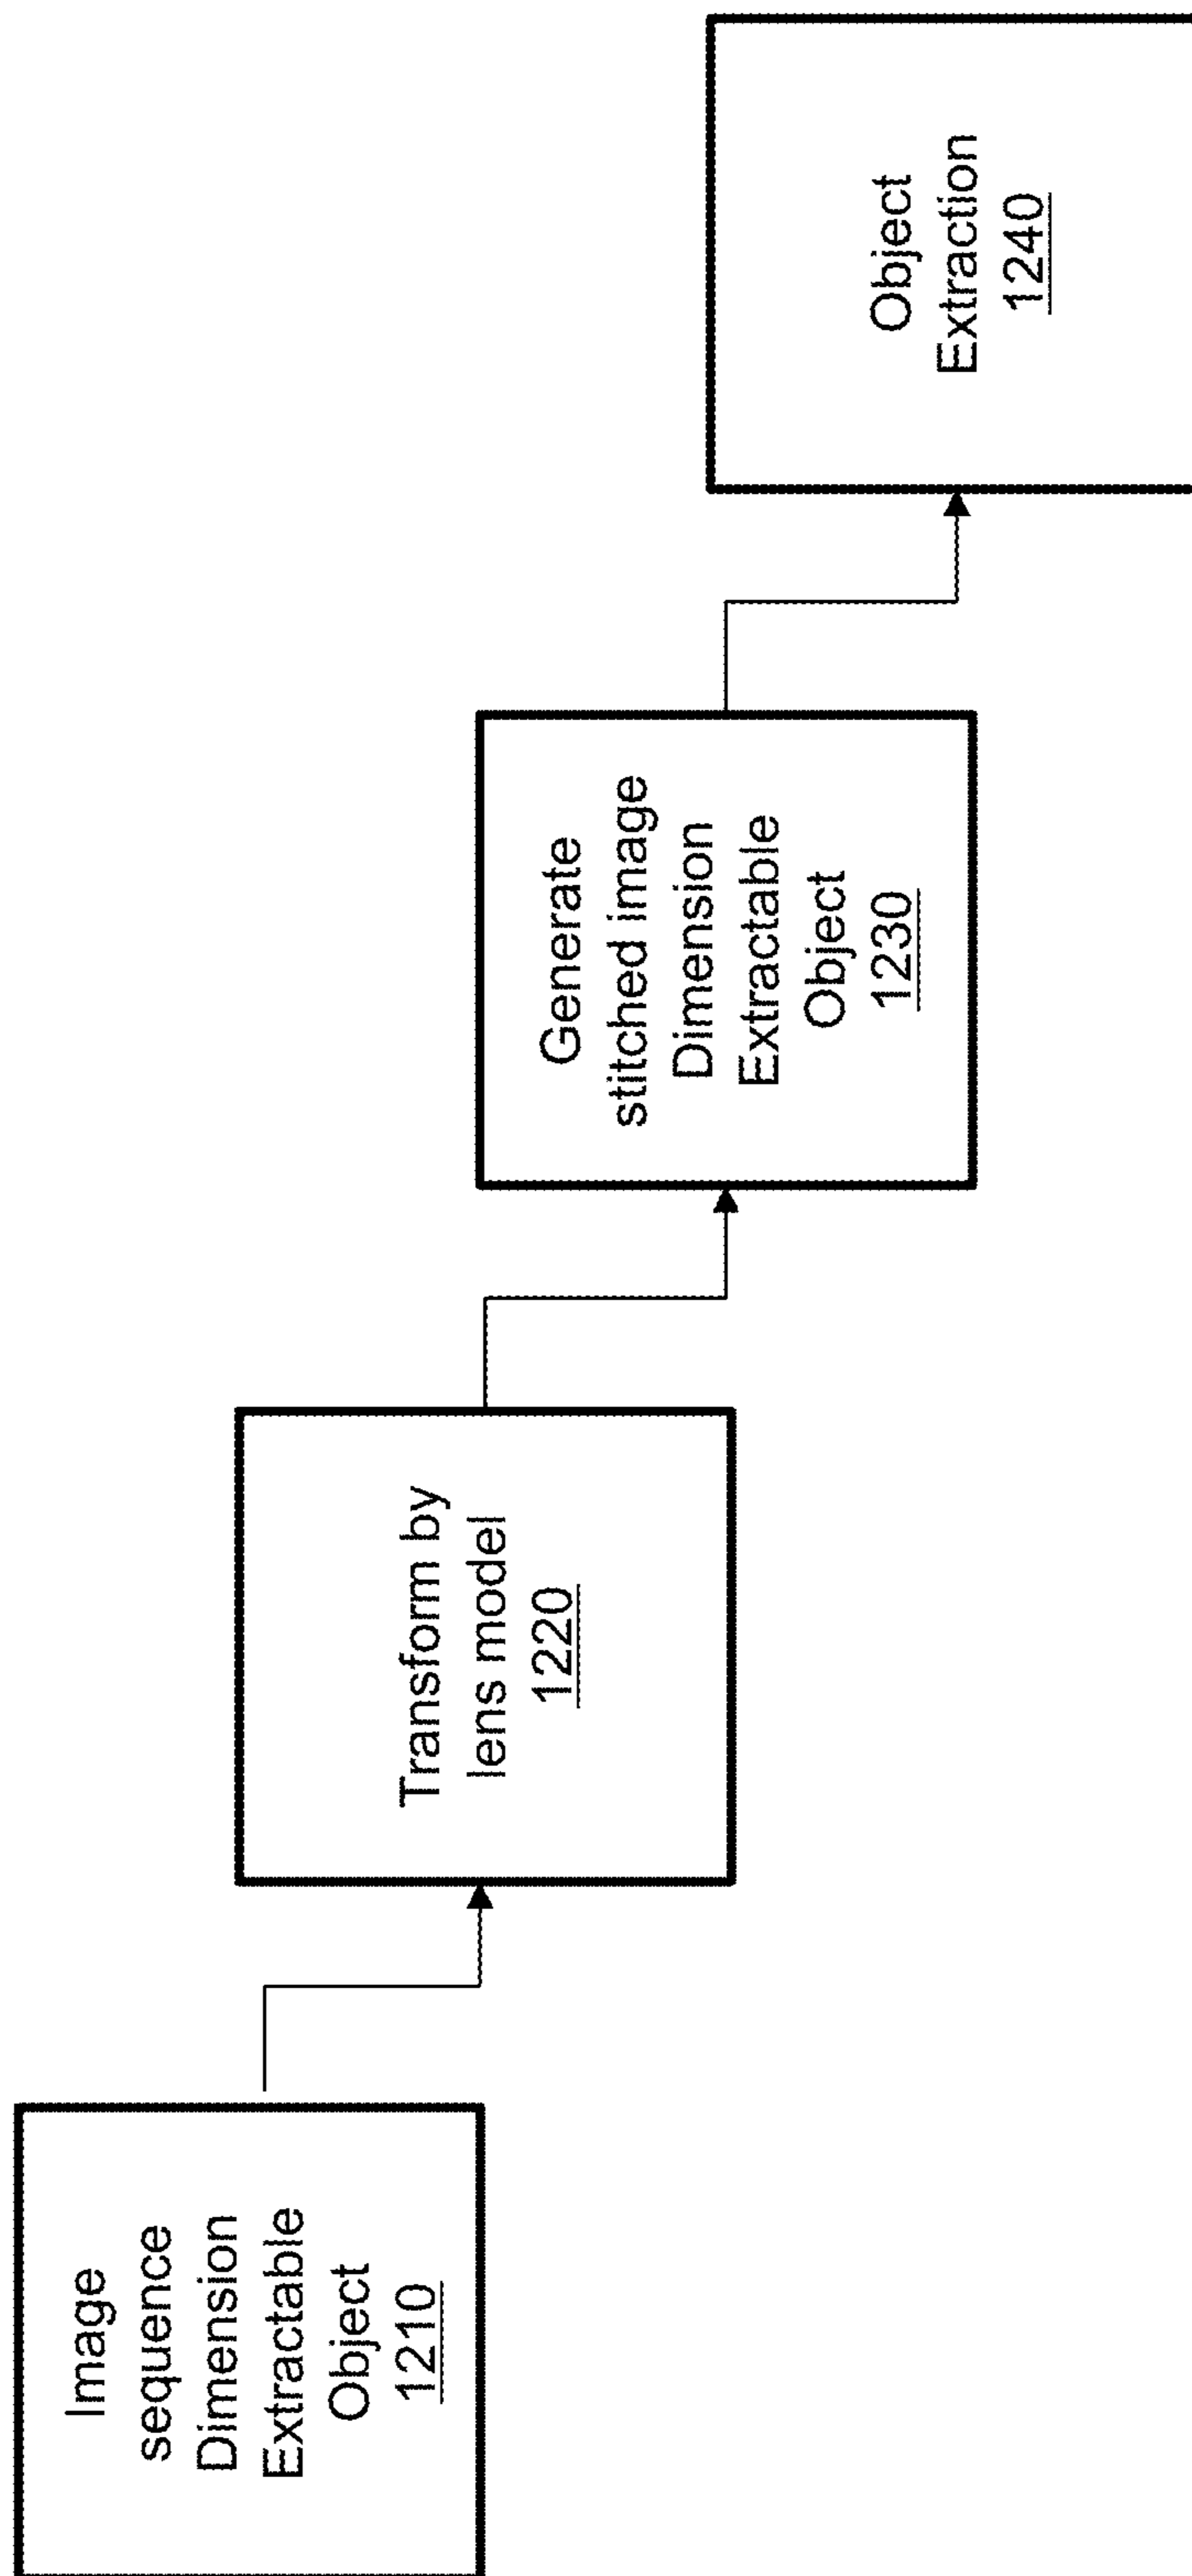 Image
sequence
Dimension
Extractable
Object
1210
Transform by
lens model
1220
Generate
stitched image
Dimension
Extractable
Object
1230
Object
Extraction
1240